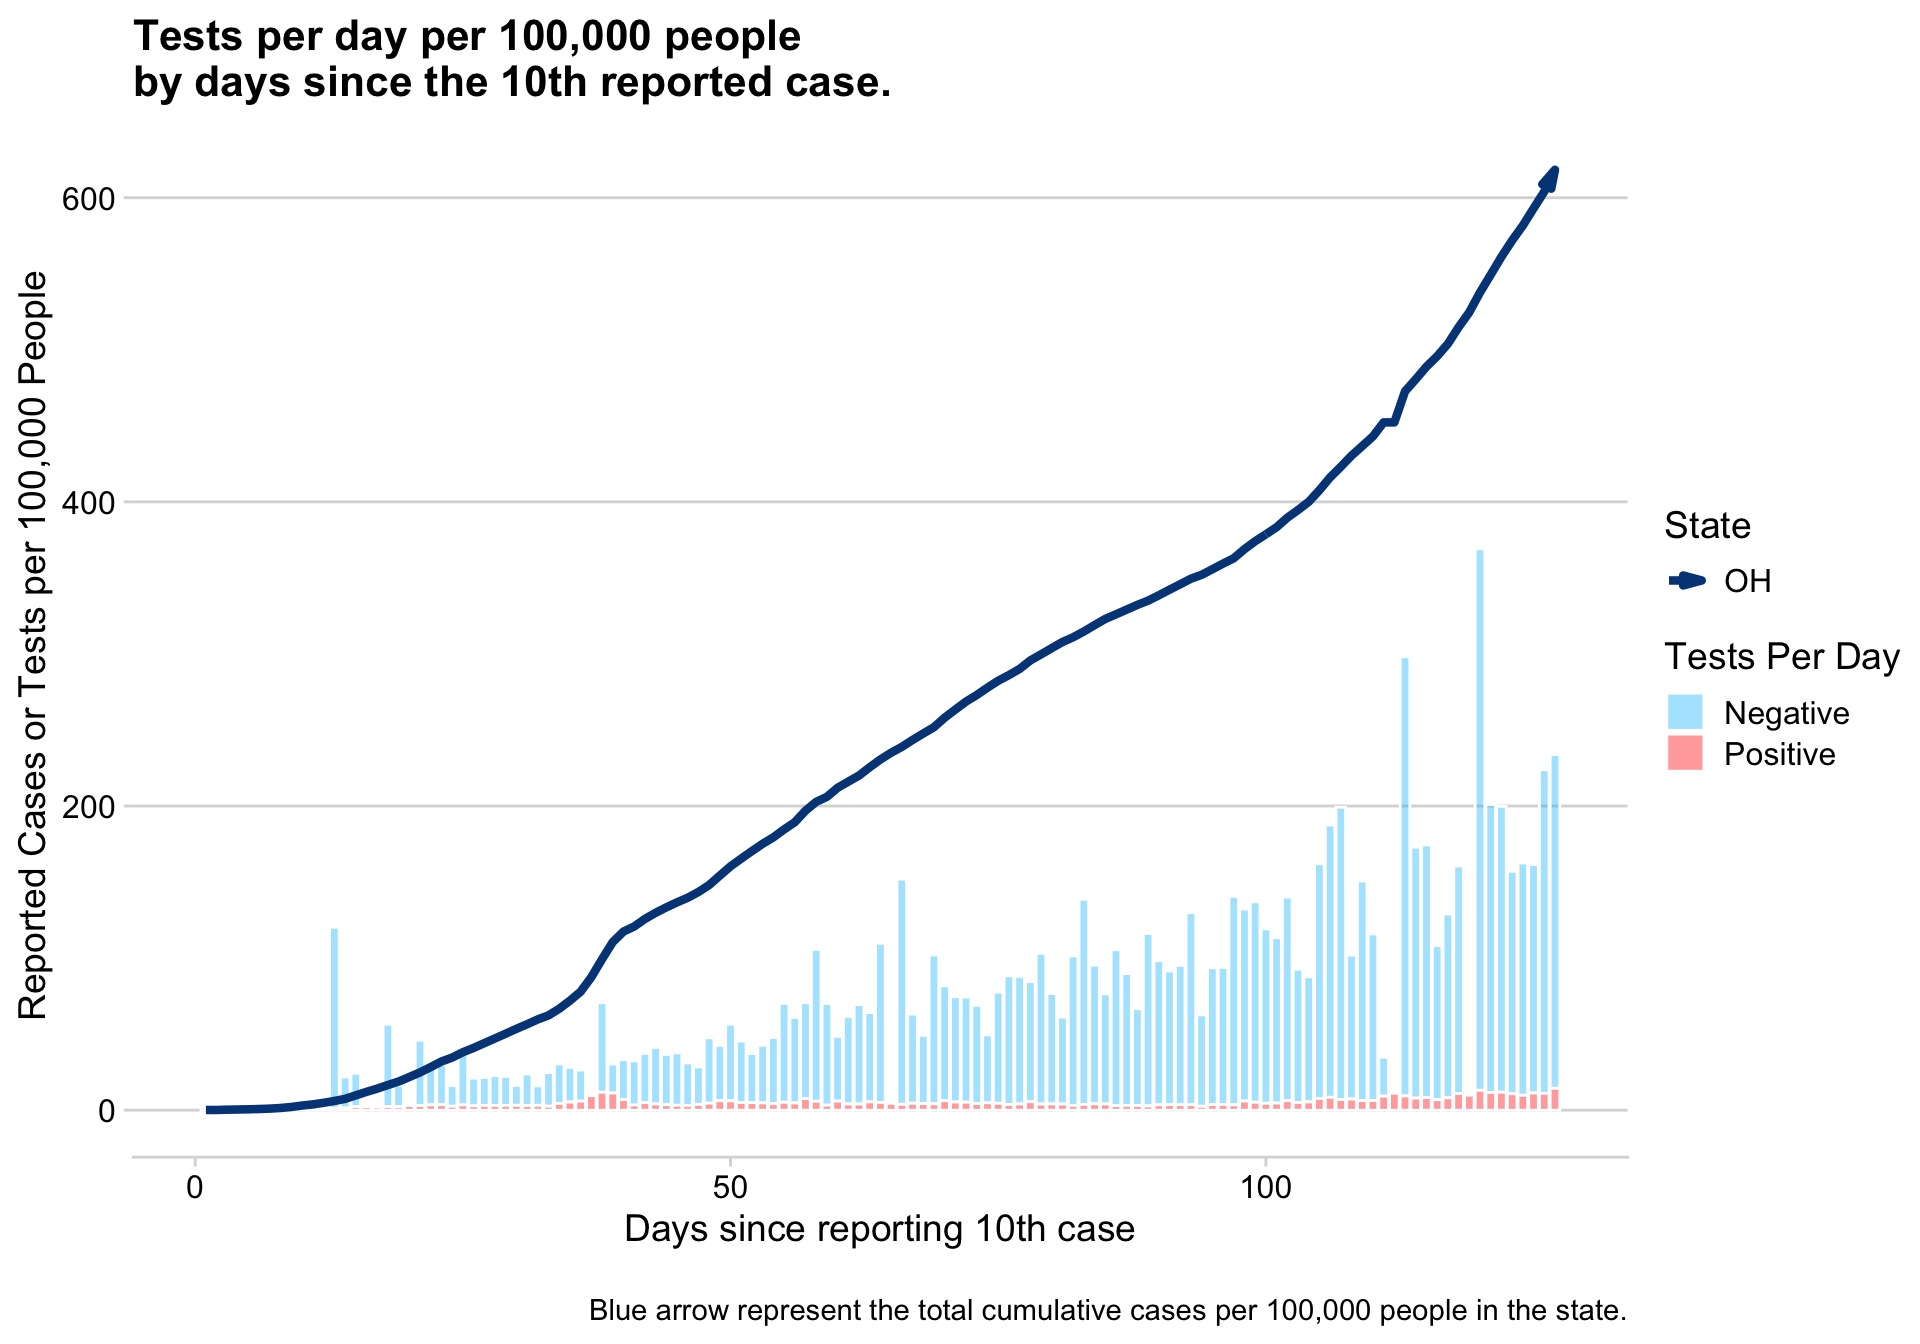 Tests per day per 100,000 people
by days since the 10th reported case.
Reported Cases or Tests per 100,000 People
600
400
200
0
0
50
100
Days since reporting 10th case
State
OH
Tests Per Day
Negative
Positive
Blue arrow represent the total cumulative cases per 100,000 people in the state.